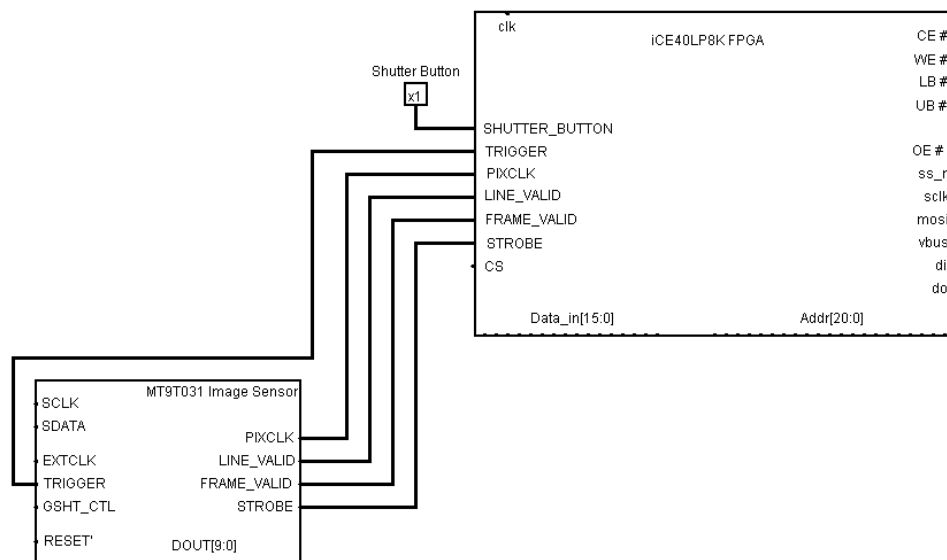 clk
iCE40LP8K FPGA
CE #
WE #
LB #
UB #
Shutter Button
x1
SHUTTER_BUTTON
TRIGGER
OE #
PIXCLK
LINE_VALID
sclk
FRAME_VALID
mosi
STROBE
vbus
CS
di
do
Data_in[15:0]
Addr[20:0]
MT9T031 Image Sensor
SCLK
SDATA
PIXCLK
EXTCLK
LINE_VALID
TRIGGER
FRAME_VALID
GSHT_CTL
STROBE
RESET'
DOUT[9:0]